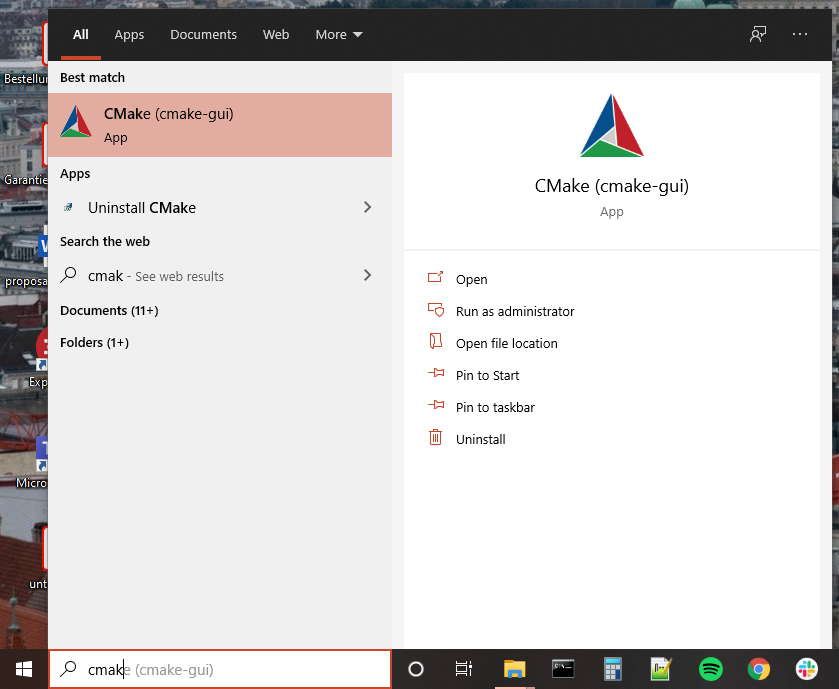 All Apps Documents Web More
Best match
CMake (cmake-gui)
App
Apps
Uninstall CMake
Search the web
cmak - See web results
Documents (11+)
Folders (1+)
CMake (cmake-gui)
App
Open
Run as administrator
Open file location
Pin to Start
Pin to taskbar
Uninstall
Bestellun
Garantie
proposa
Exp
Micro
unt
cmake (cmake-gui)